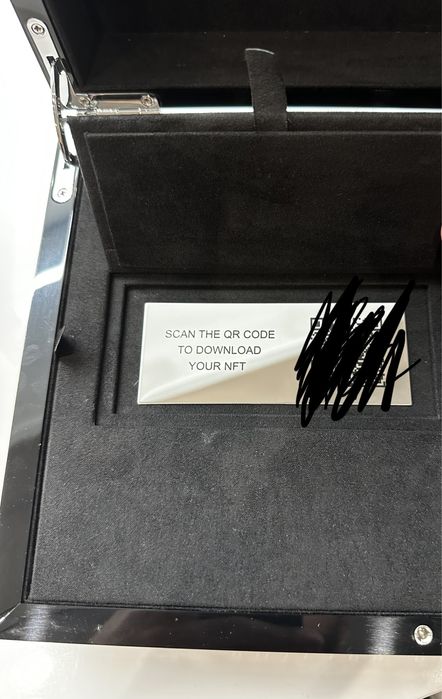 SCAN THE QR CODE
TO DOWNLOAD
YOUR NFT